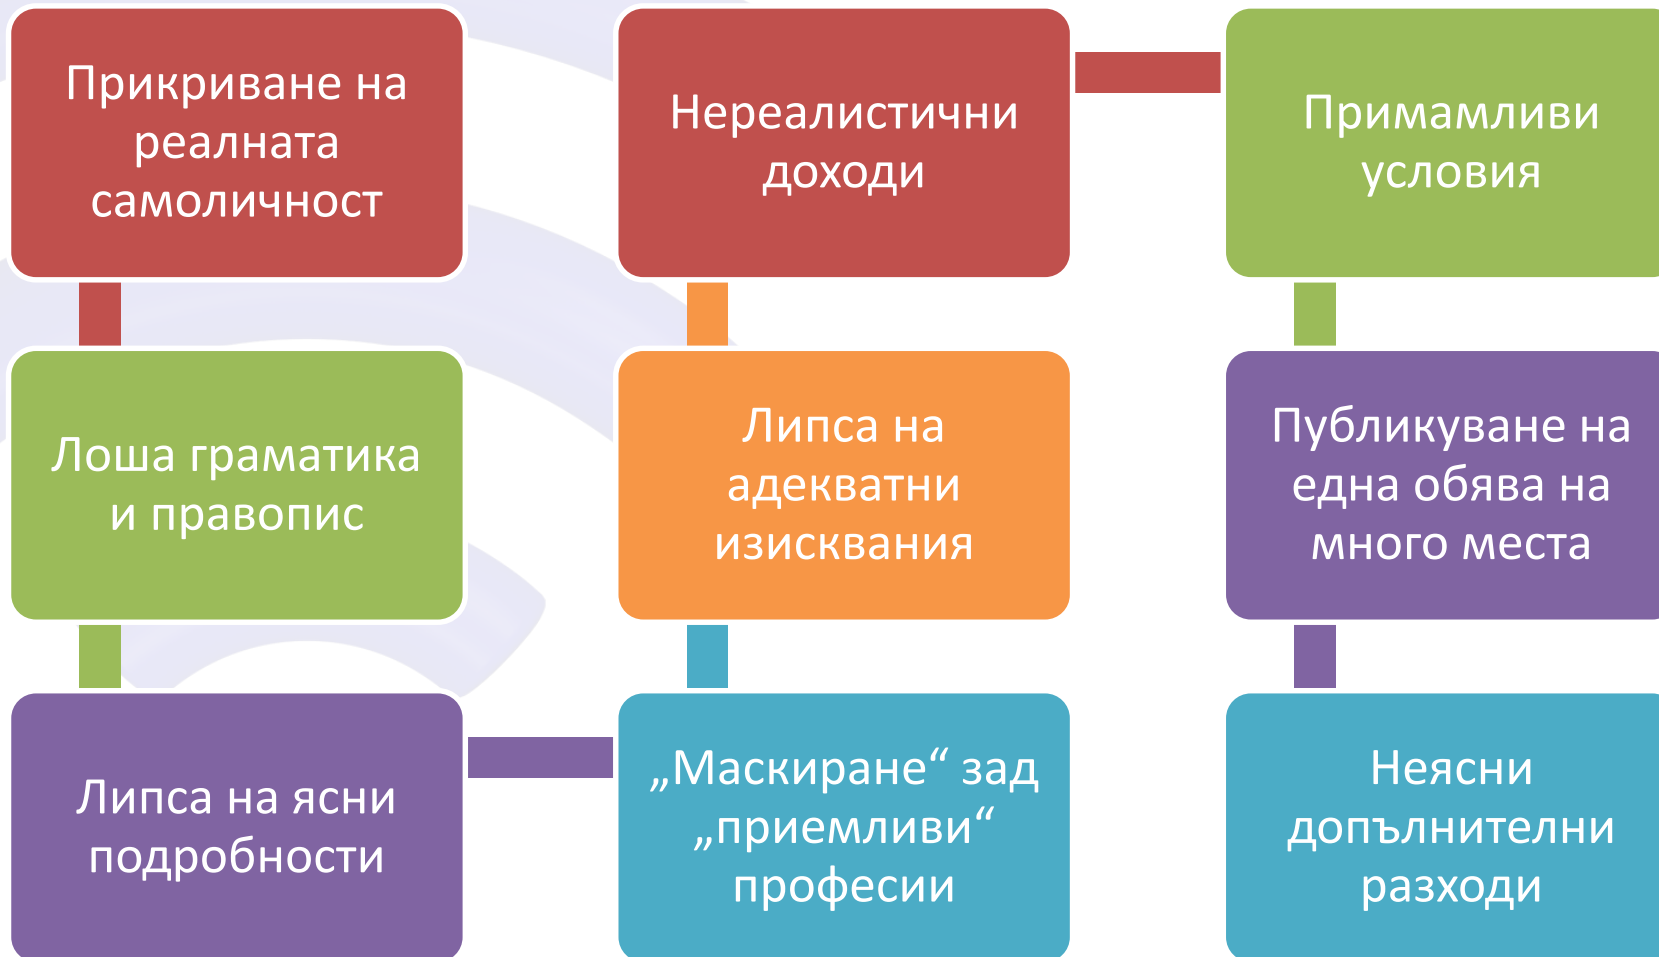 Прикриване на
реалната
самоличност
Лоша граматика
и правопис
Липса на ясни
подробности
„Маскиране“ зад
„приемливи“
професии
Липса на
адекватни
изисквания
Нереалистични
доходи
Примамливи
условия
Публикуване на
една обява на
много места
Неясни
допълнителни
разходи